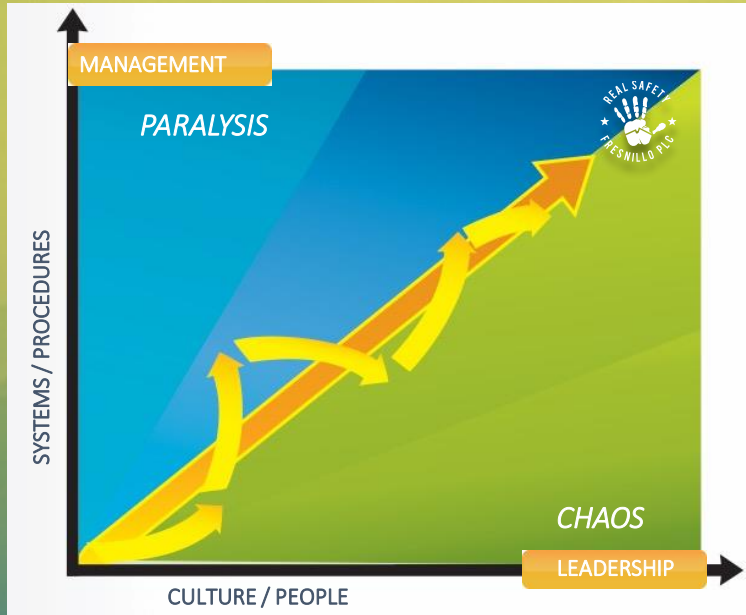 MANAGEMENT
PARALYSIS
REAL SAFETY
FRESNILLO PLC
SYSTEMS / PROCEDURES
CHAOS
LEADERSHIP
CULTURE / PEOPLE